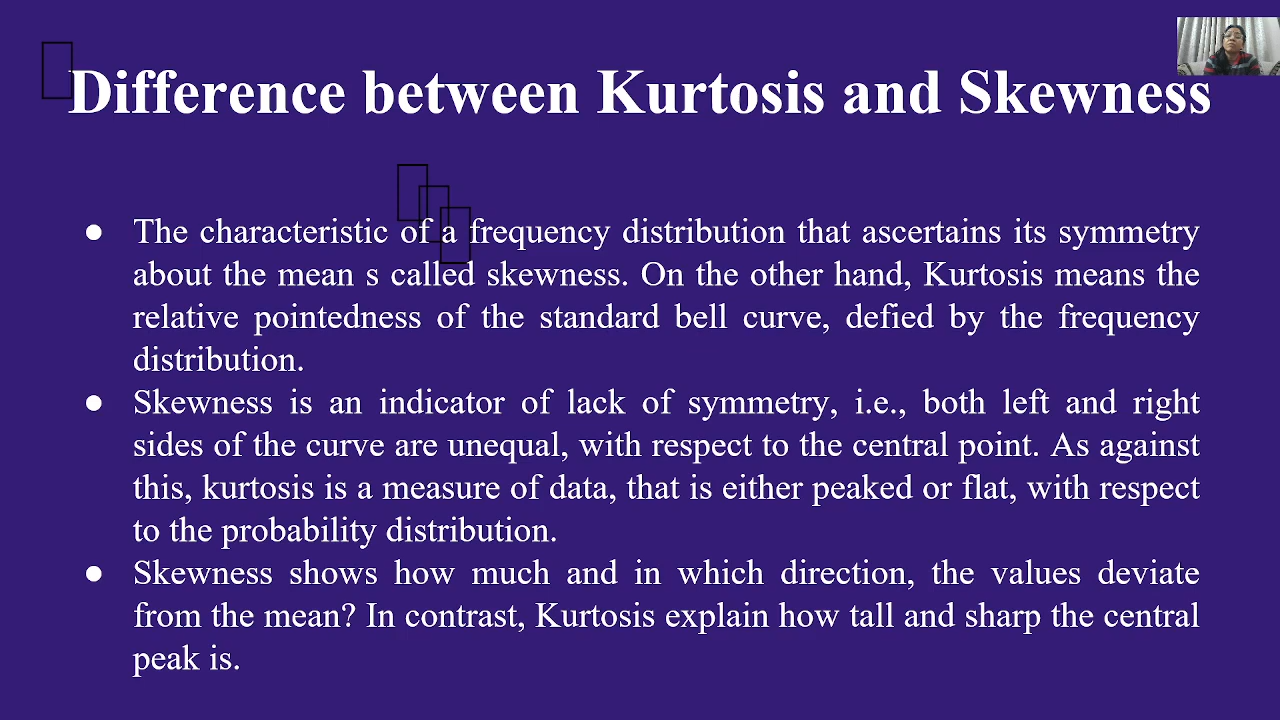 Difference between Kurtosis and Skewness
● The characteristic of a frequency distribution that ascertains its symmetry
about the mean s called skewness. On the other hand, Kurtosis means the
relative pointedness of the standard bell curve, defied by the frequency
distribution.
● Skewness is an indicator of lack of symmetry, i.e., both left and right
sides of the curve are unequal, with respect to the central point. As against
this, kurtosis is a measure of data, that is either peaked or flat, with respect
to the probability distribution.
● Skewness shows how much and in which direction, the values deviate
from the mean? In contrast, Kurtosis explain how tall and sharp the central
peak is.